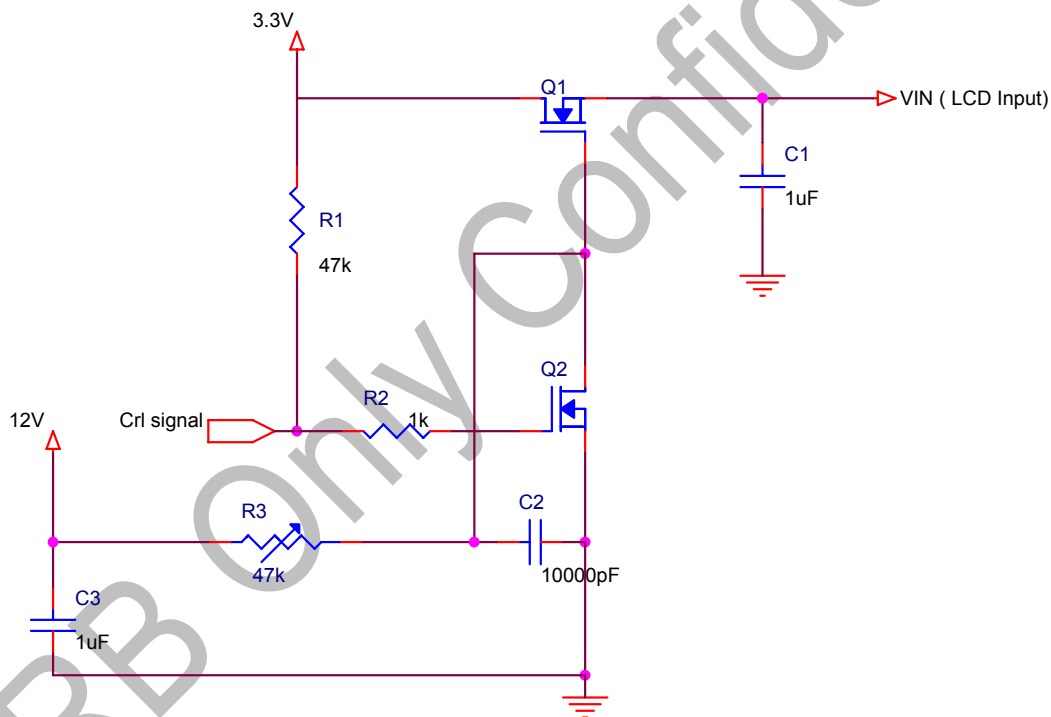 3.3V
Q1
VIN ( LCD Input)
C1
1uF
R1
47k
Q2
R2
1k
Crl signal
12V
R3
47k
C2
10000pF
C3
1uF
RB Only Confide